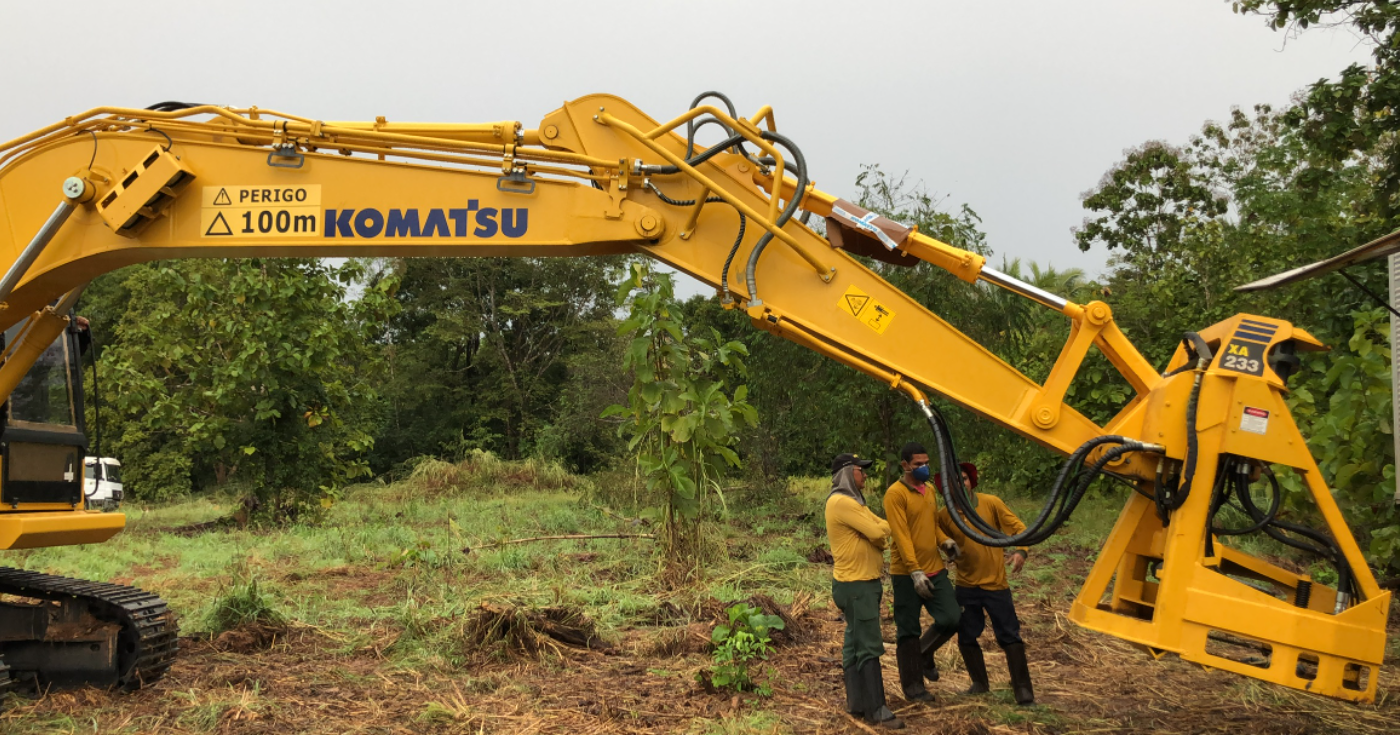 PERIGO
100m
KOMATSU
XA
233